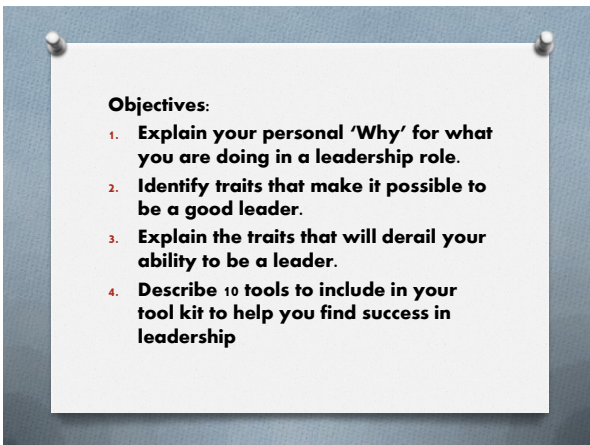 Objectives:
1. Explain your personal ‘Why’ for what
you are doing in a leadership role.
2. Identify traits that make it possible to
be a good leader.
3. Explain the traits that will derail your
ability to be a leader.
4. Describe 10 tools to include in your
tool kit to help you find success in
leadership